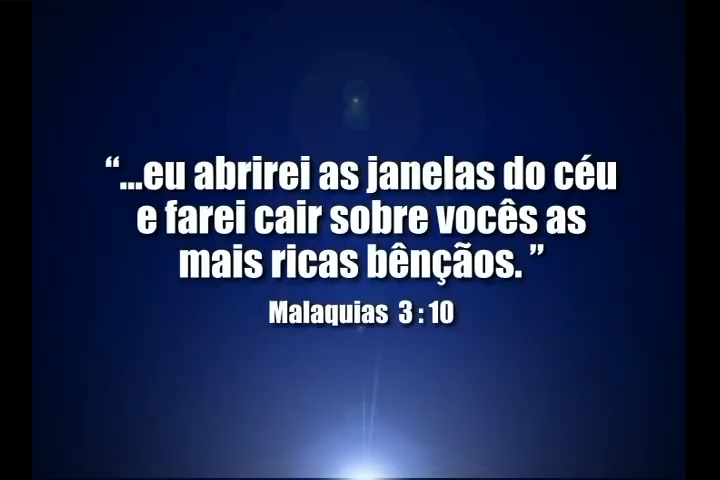 “...eu abrirei as janelas do céu
e farei cair sobre vocês as
mais ricas bênçãos. ”
Malaquias 3 : 10